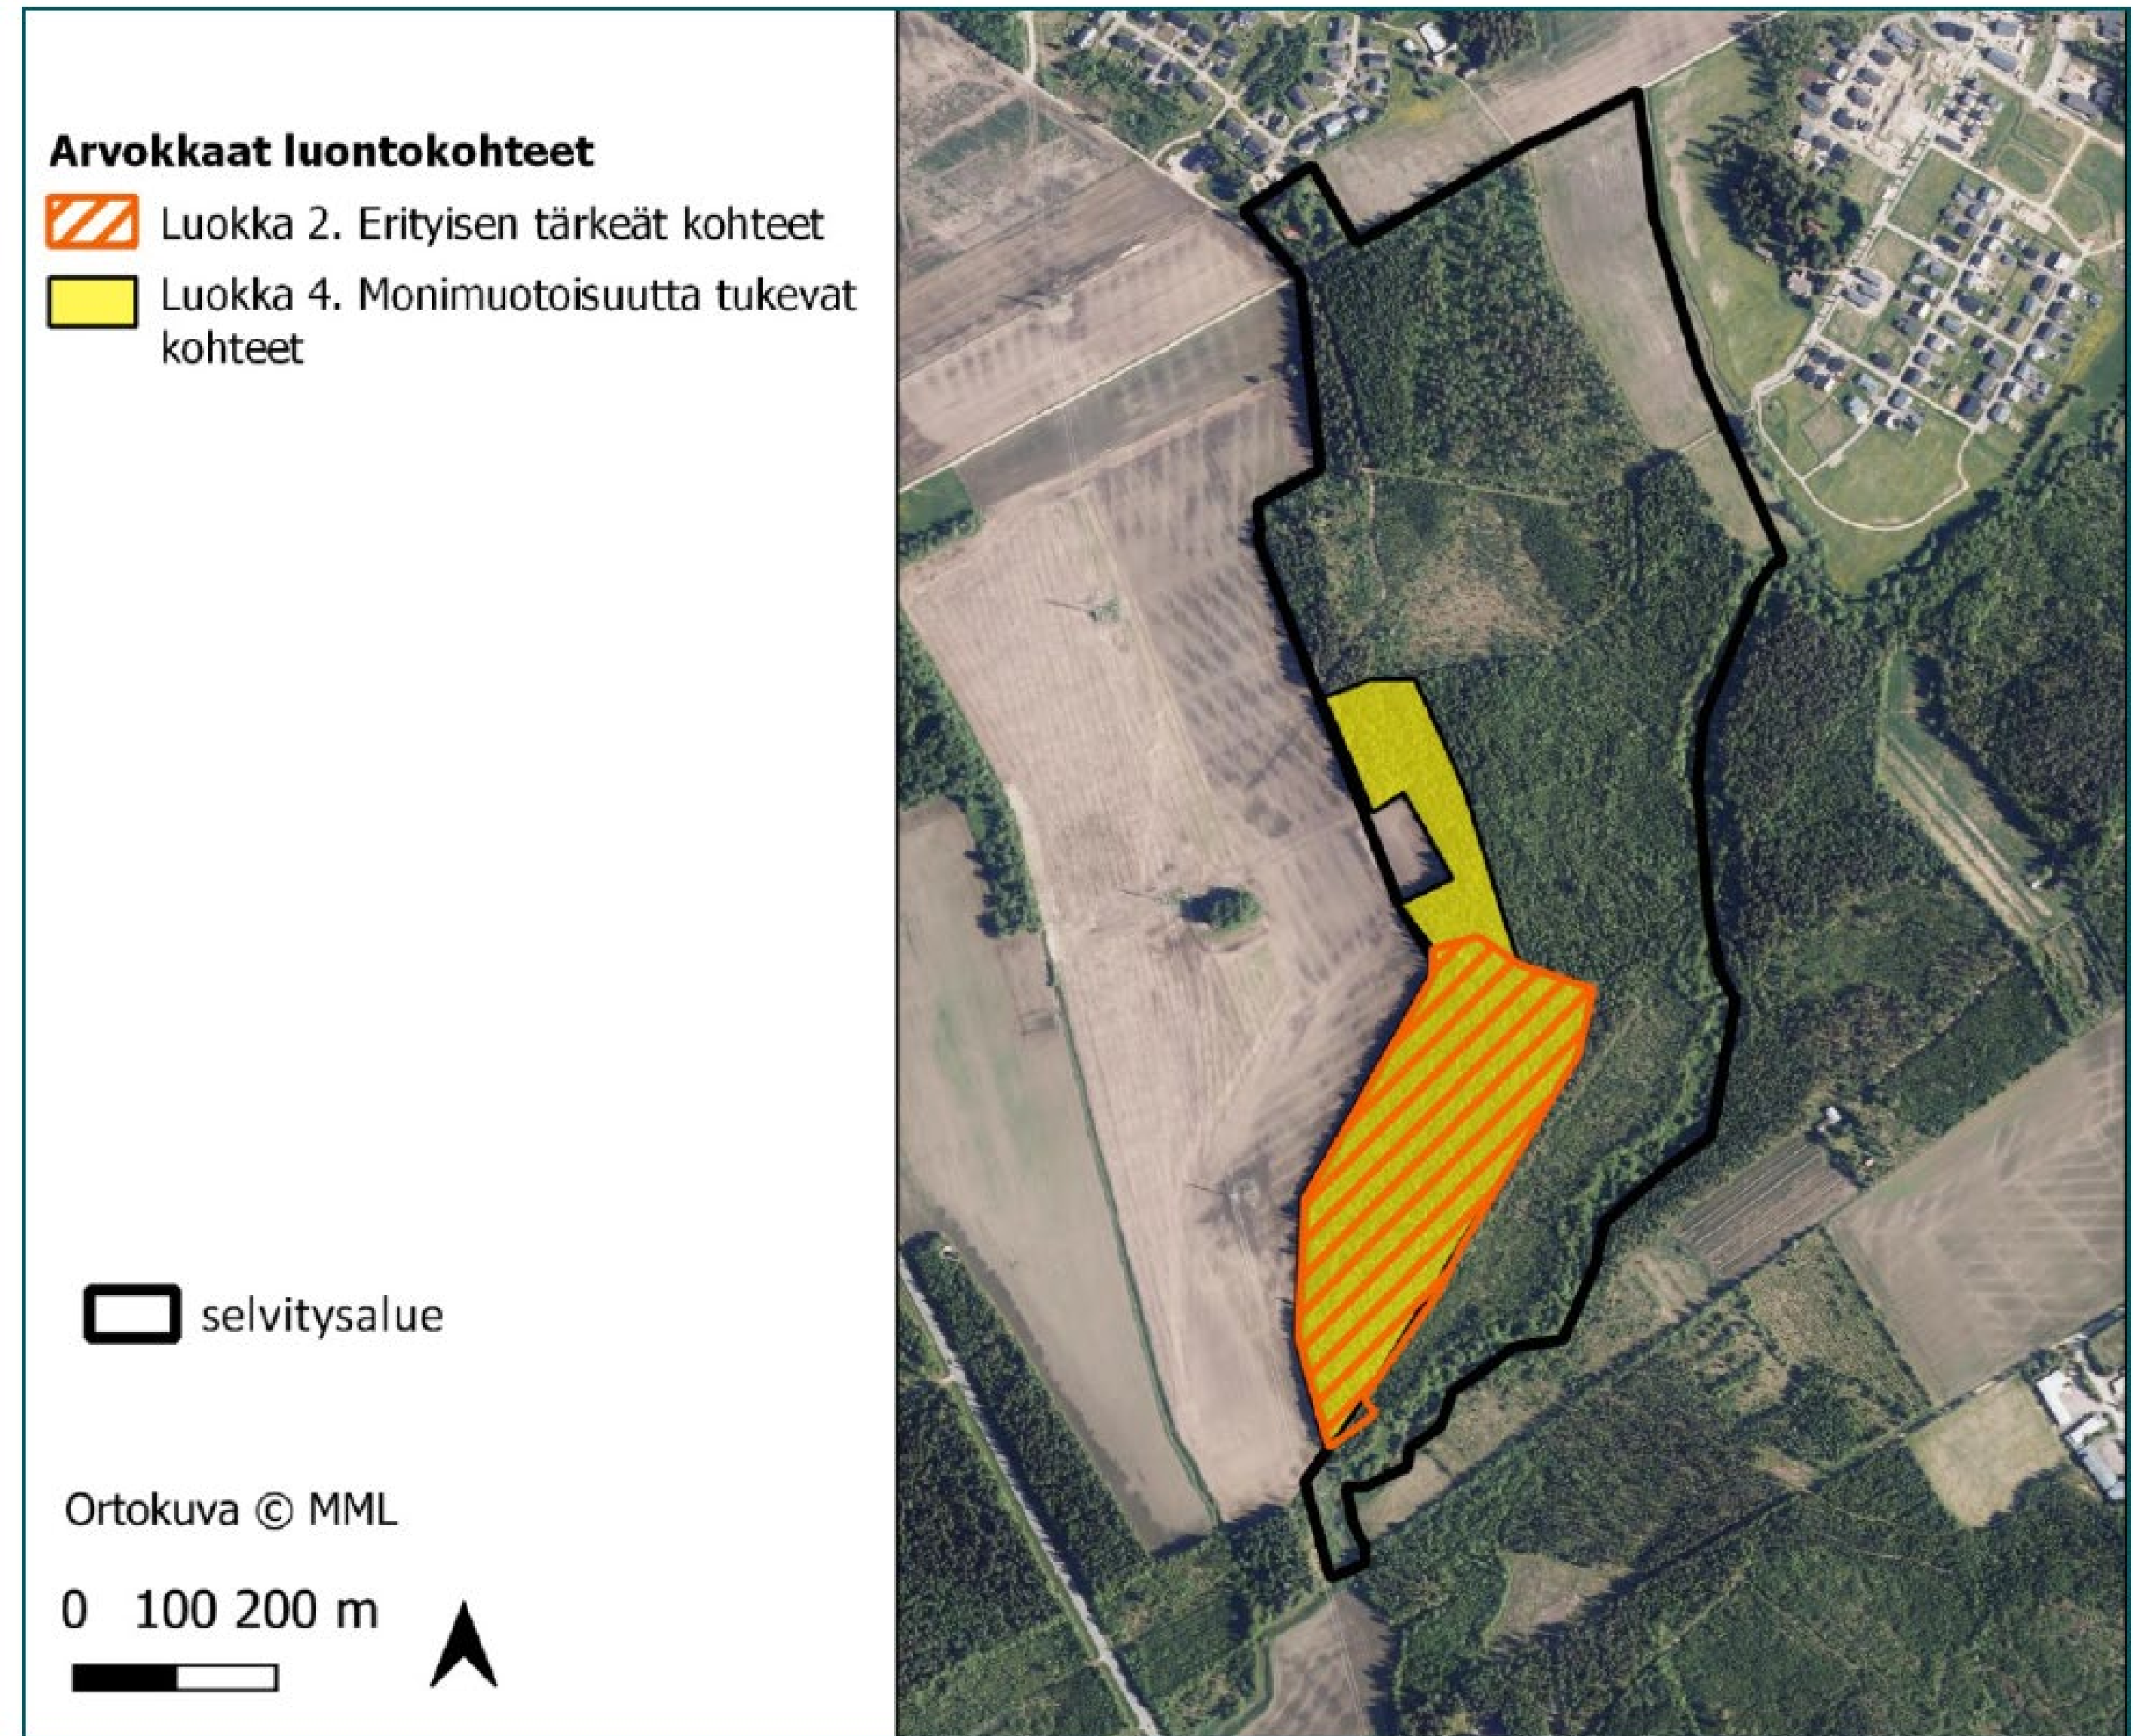 Arvokkaat luontokohteet
Luokka 2. Erityisen tärkeät kohteet
Luokka 4. Monimuotoisuutta tukevat
kohteet
selvitysalue
Ortokuva © MML
0 100 200 m